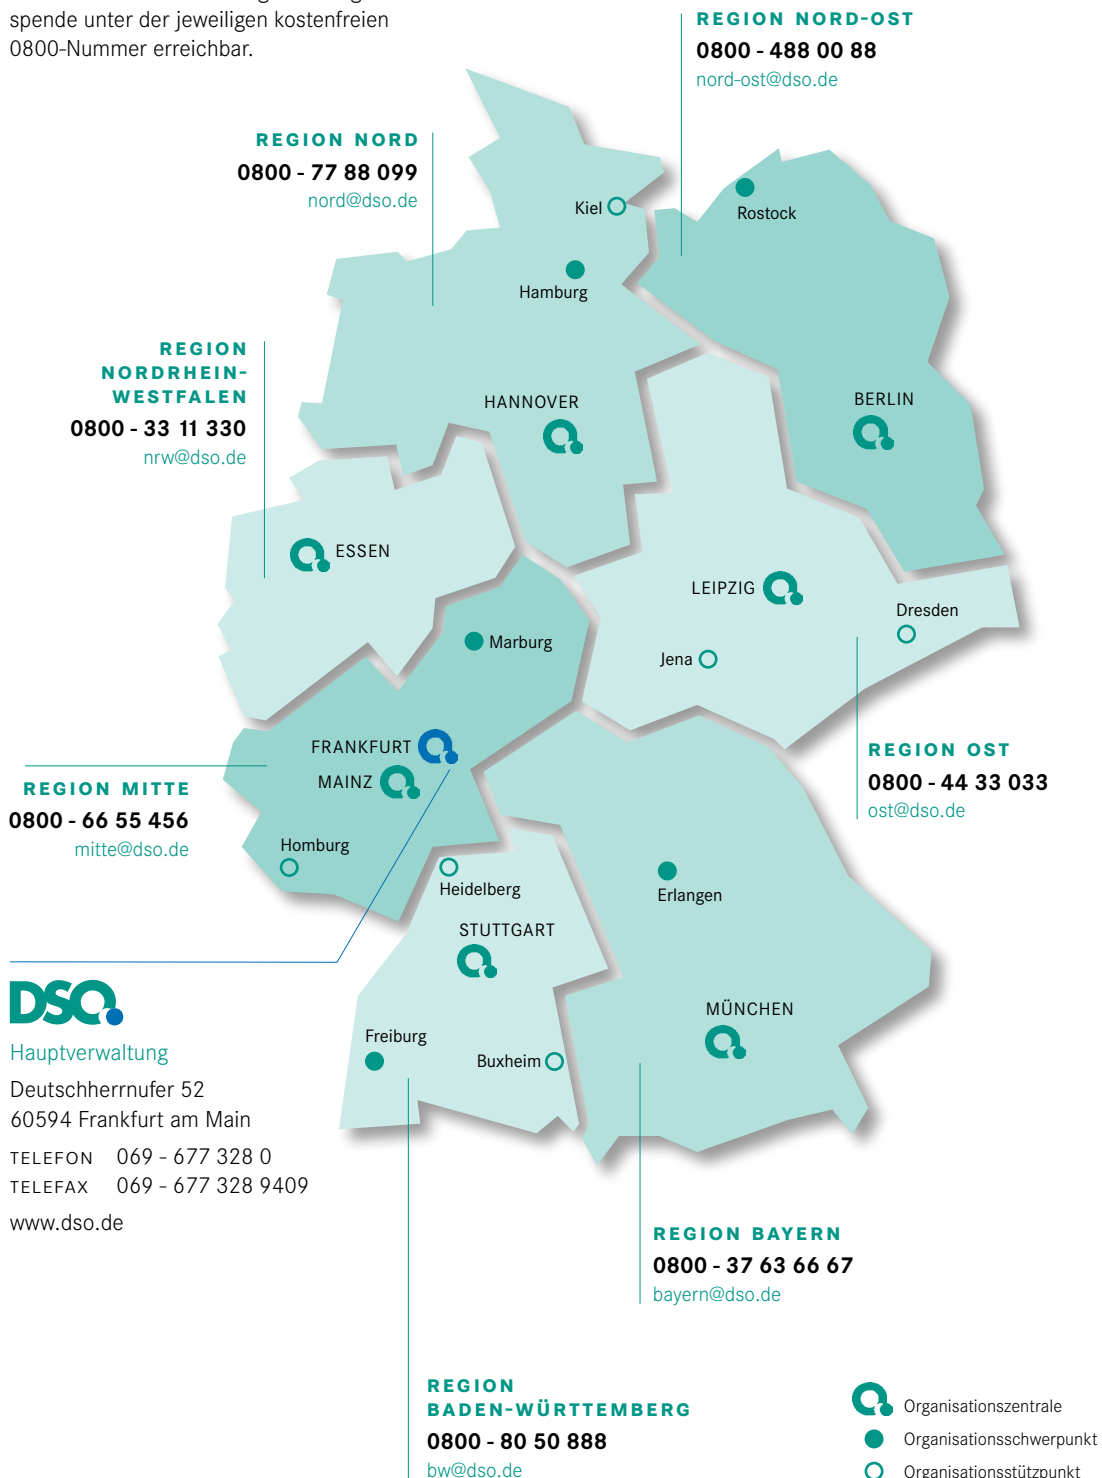 spende unter der jeweiligen kostenfreien
0800-Nummer erreichbar.
REGION NORD-OST
0800 - 488 00 88
nord-ost@dso.de
REGION NORD
0800 - 77 88 099
nord@dso.de
Kiel
Rostock
Hamburg
REGION
NORDRHEIN-
WESTFALEN
0800 - 33 11 330
nrw@dso.de
HANNOVER
BERLIN
ESSEN
LEIPZIG
Dresden
Marburg
Jena
FRANKFURT
MAINZ
REGION OST
0800 - 44 33 033
ost@dso.de
REGION MITTE
0800 - 66 55 456
mitte@dso.de
Homburg
Heidelberg
Erlangen
STUTTGART
MÜNCHEN
Freiburg
Buxheim
DSO
Hauptverwaltung
Deutschherrnufer 52
60594 Frankfurt am Main
TELEFON 069 - 677 328 0
TELEFAX 069 - 677 328 9409
www.dso.de
REGION BAYERN
0800 - 37 63 66 67
bayern@dso.de
REGION
BADEN-WÜRTTEMBERG
0800 - 80 50 888
bw@dso.de
Organisationszentrale
Organisationsschwerpunkt
Organisationsstützpunkt